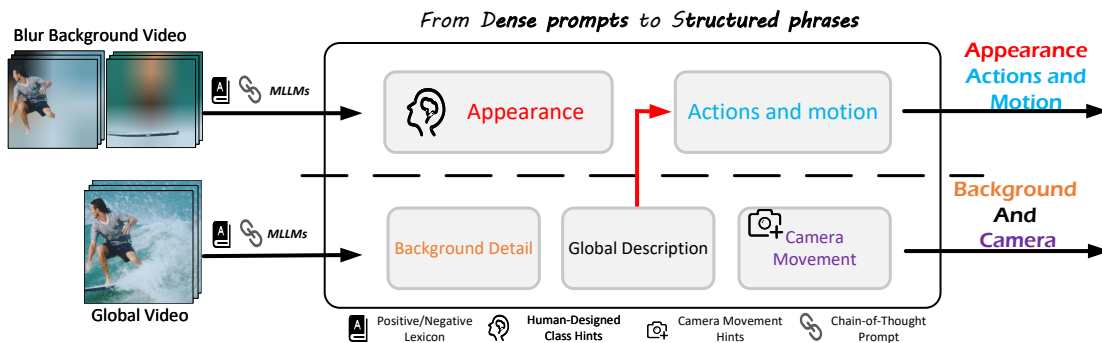 From Dense prompts to Structured phrases
Blur Background Video
A MLLMs
Appearance
Actions and motion
Appearance
Actions and
Motion
A MLLMs
Background Detail
Global Description
Camera
Movement
Background
And
Camera
Global Video
A Positive/Negative
Lexicon
Human-Designed
Class Hints
Camera Movement
Hints
Chain-of-Thought
Prompt